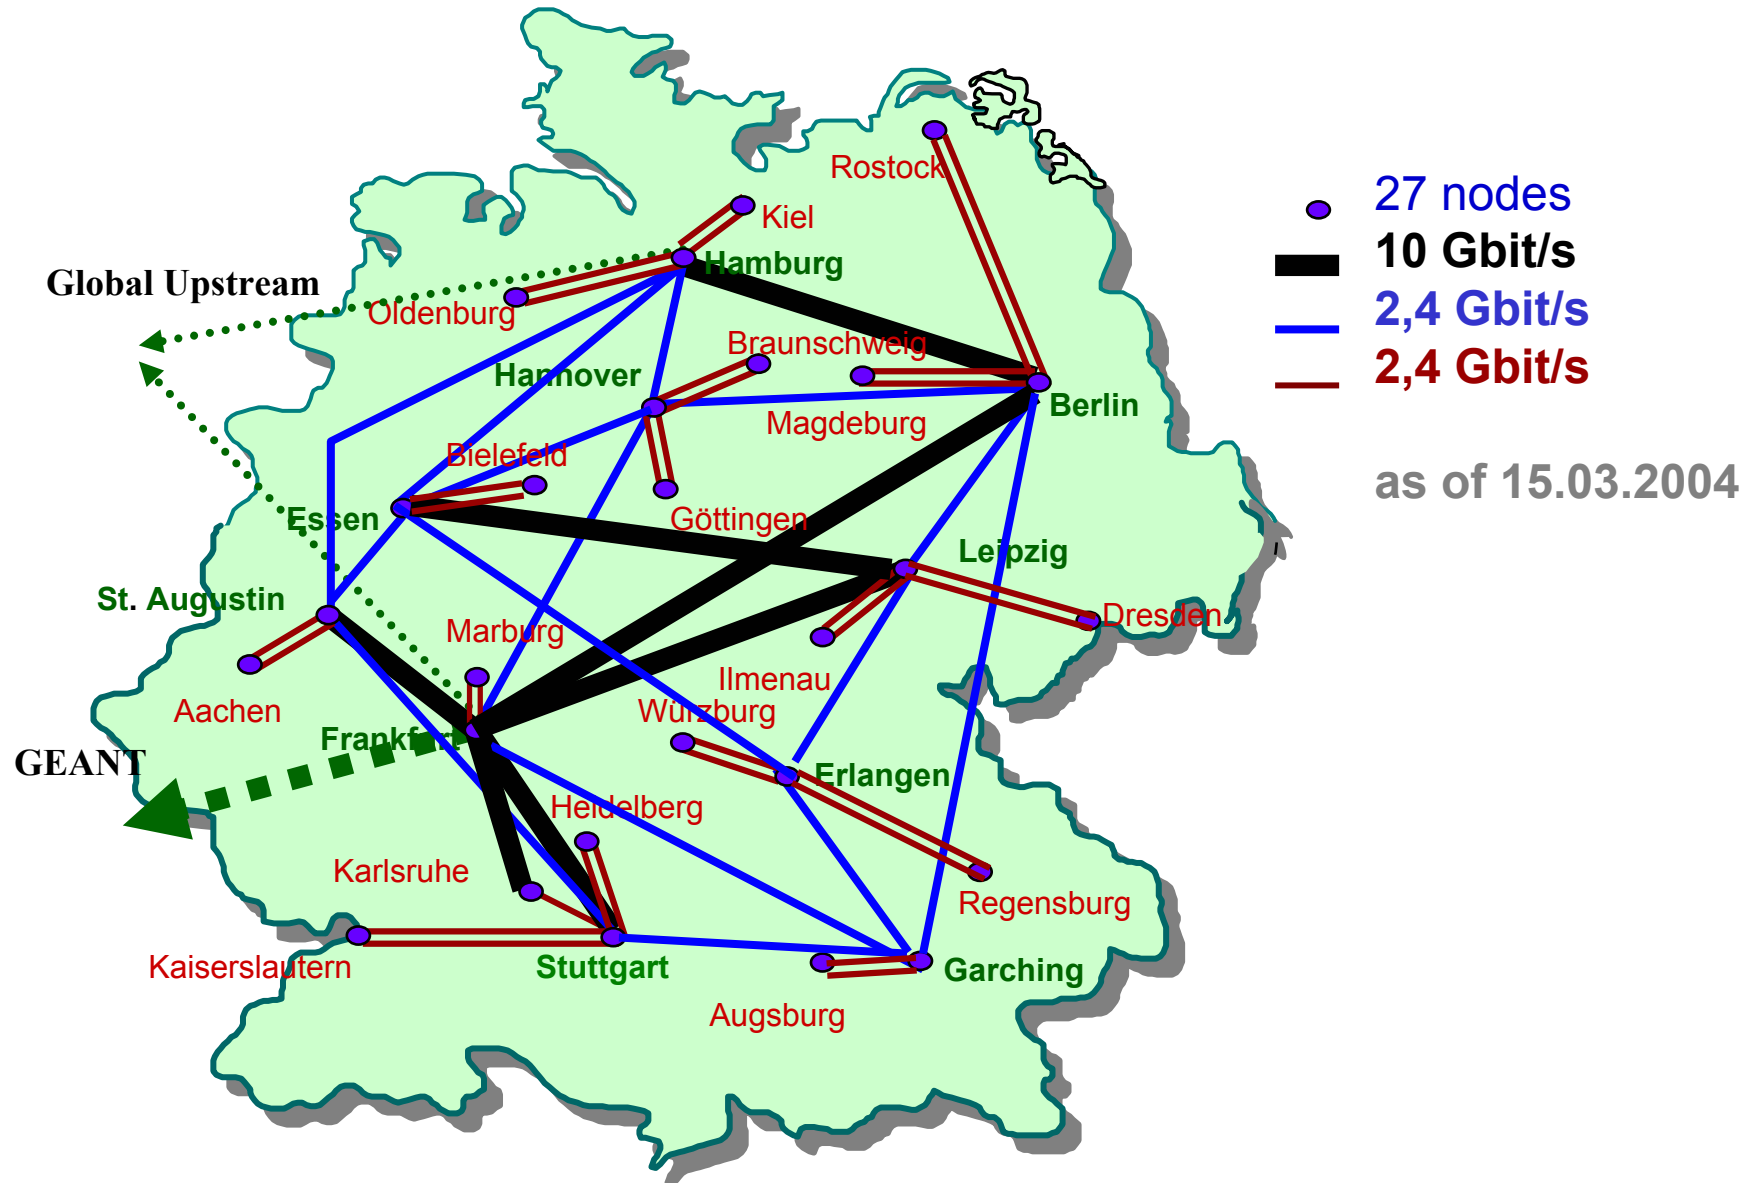 Rostock
Kiel
Hamburg
Global Upstream
Oldenburg
Braunschweig
Hannover
Berlin
Magdeburg
Bielefeld
Essen
Göttingen
Leipzig
St. Augustin
Dresden
Marburg
Ilmenau
Aachen
Würzburg
Frankfurt
GEANT
Erlangen
Heidelberg
Karlsruhe
Regensburg
Kaiserslautern
Stuttgart
Garching
Augsburg
27 nodes
10 Gbit/s
2,4 Gbit/s
2,4 Gbit/s
as of 15.03.2004